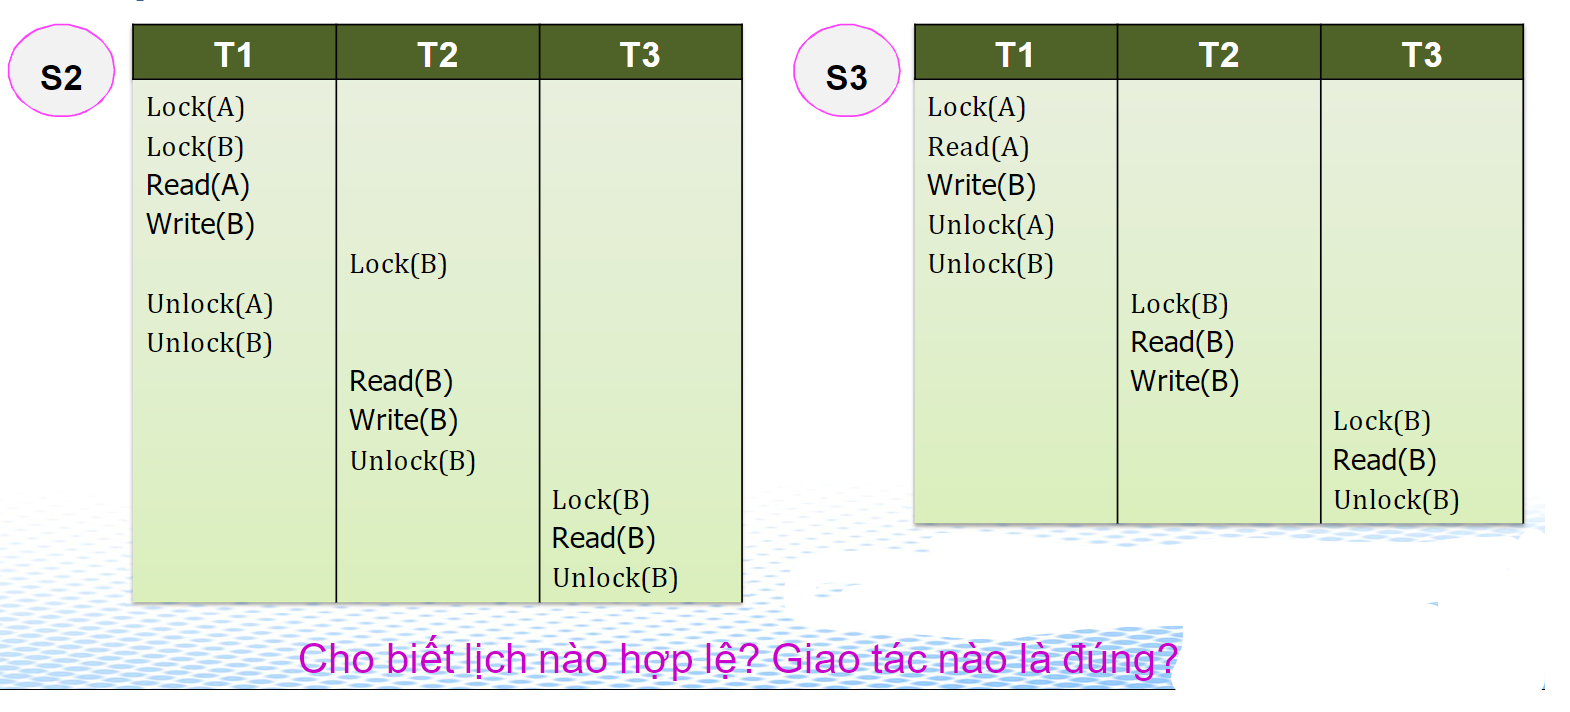 S2
T1 T2 T3
Lock(A)
Lock(B)
Read(A)
Write(B)
Lock(B)
Unlock(A)
Unlock(B)
Read(B)
Write(B)
Unlock(B)
Lock(B)
Read(B)
Unlock(B)
S3
T1 T2 T3
Lock(A)
Read(A)
Write(B)
Unlock(A)
Unlock(B)
Lock(B)
Read(B)
Write(B)
Lock(B)
Read(B)
Unlock(B)
Cho biết lịch nào hợp lệ? Giao tác nào là đúng?